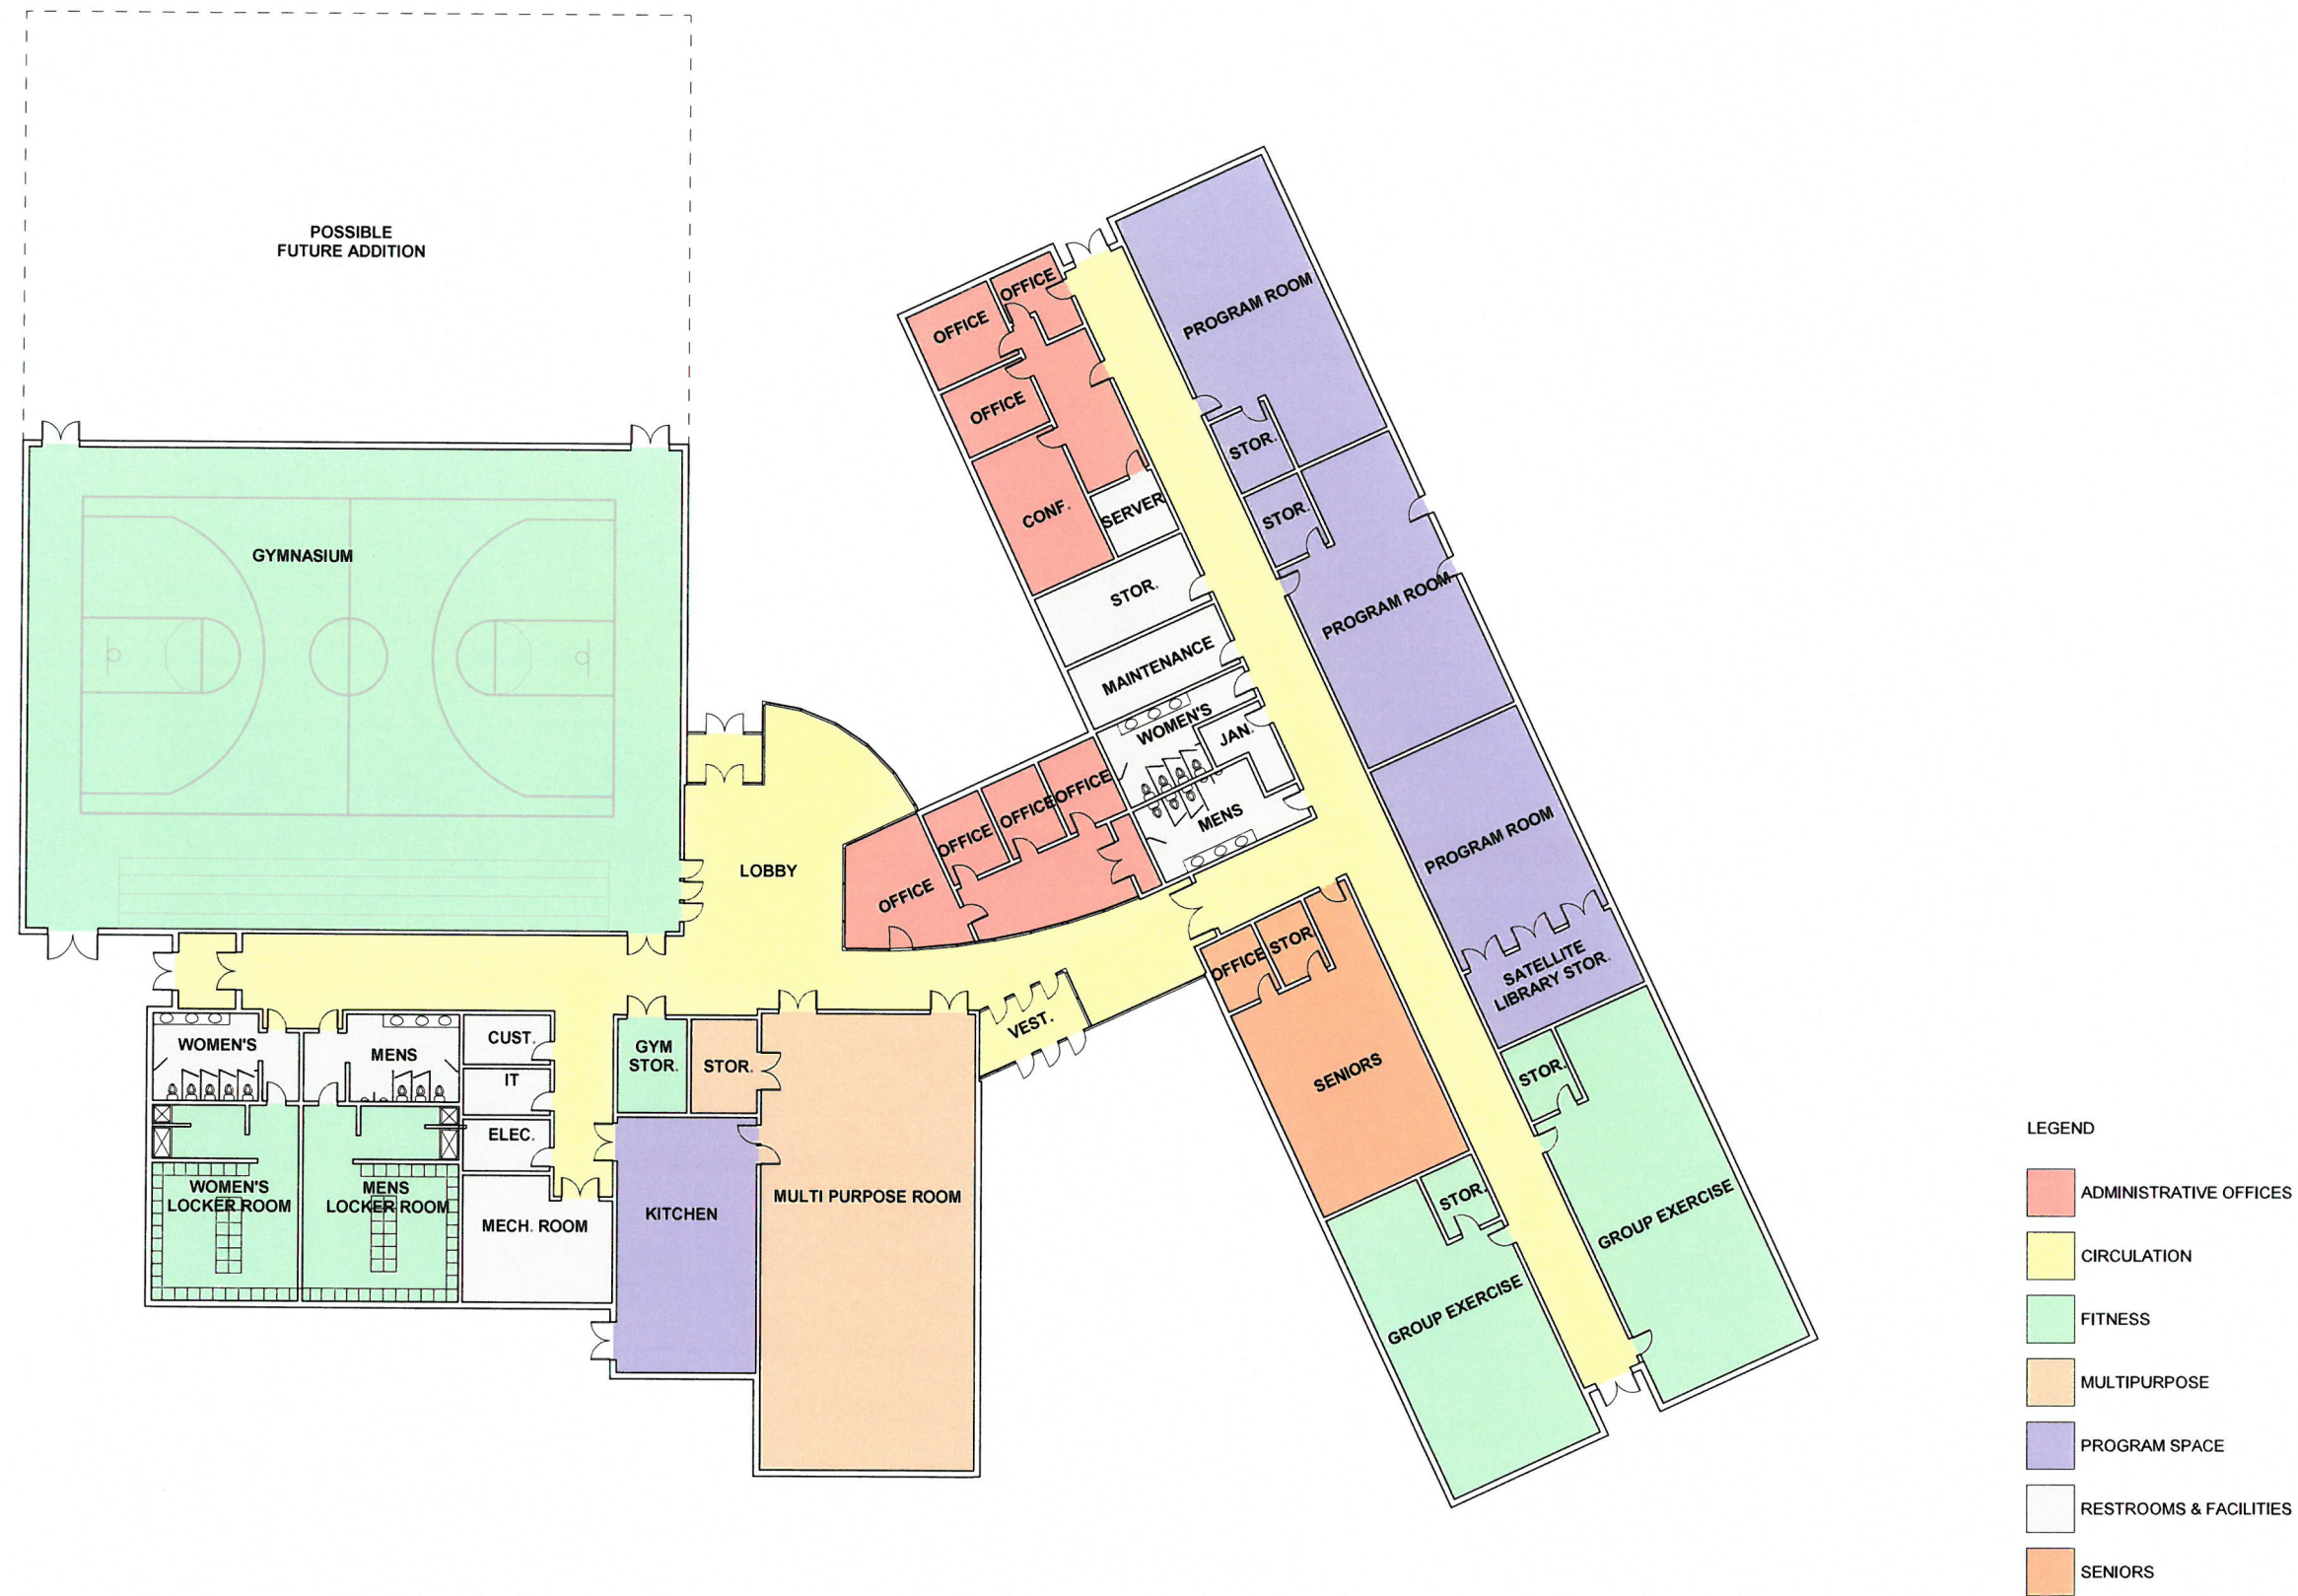 POSSIBLE
FUTURE ADDITION
GYMNASIUM
LOBBY
OFFICE
OFFICE
OFFICE
CONF.
SERVER
STOR.
MAINTENANCE
WOMEN'S
JAN.
MENS
OFFICE
OFFICE
OFFICE
OFFICE
PROGRAM ROOM
STOR.
STOR.
PROGRAM ROOM
PROGRAM ROOM
SATELLITE
LIBRARY STOR.
OFFICE
STOR.
SENIORS
STOR.
GROUP EXERCISE
STOR.
GROUP EXERCISE
VEST.
WOMEN'S
MENS
CUST.
IT
ELEC.
MECH. ROOM
WOMEN'S
LOCKER ROOM
MENS
LOCKER ROOM
GYM
STOR.
STOR.
KITCHEN
MULTI PURPOSE ROOM
LEGEND
ADMINISTRATIVE OFFICES
CIRCULATION
FITNESS
MULTIPURPOSE
PROGRAM SPACE
RESTROOMS & FACILITIES
SENIORS